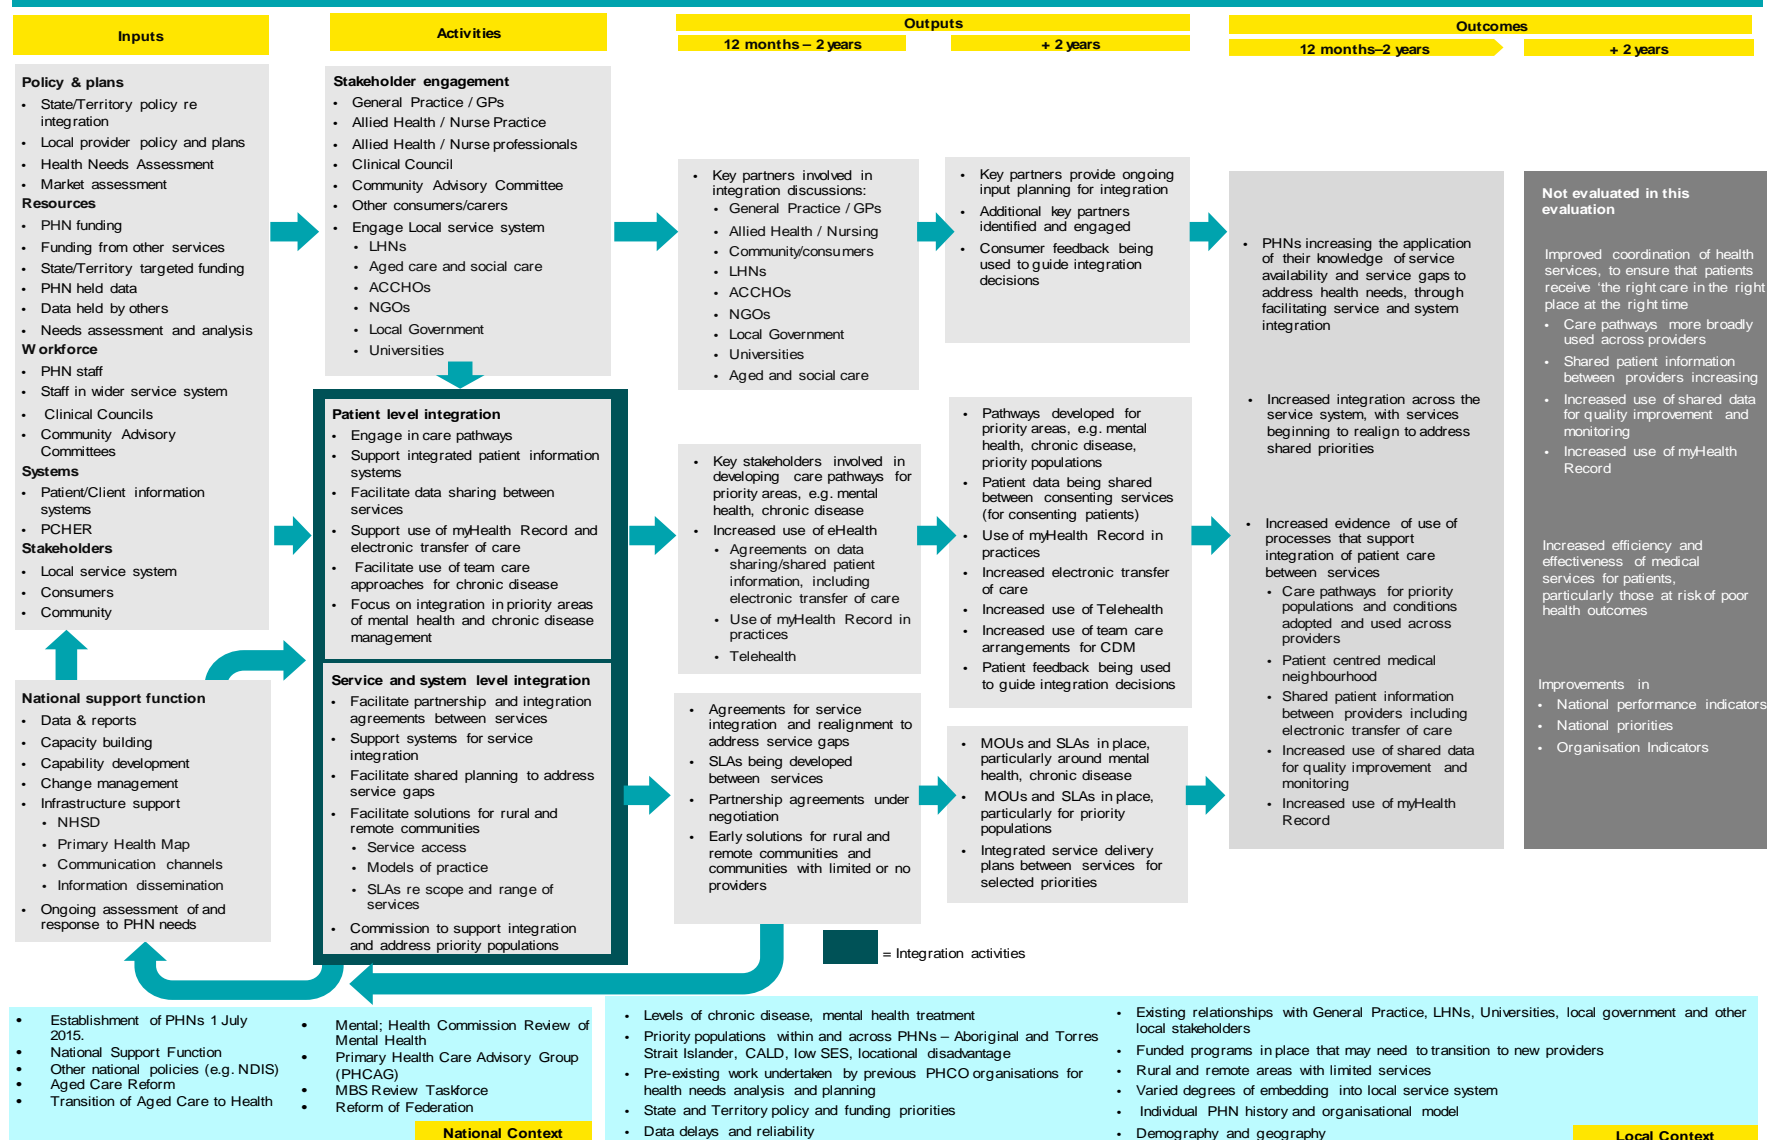 Inputs
Activities
Outputs
12 months – 2 years
+ 2 years
Outcomes
12 months–2 years
+ 2 years
Policy & plans
• State/Territory policy re
integration
• Local provider policy and plans
• Health Needs Assessment
• Market assessment
Resources
• PHN funding
• Funding from other services
• State/Territory targeted funding
• PHN held data
• Data held by others
• Needs assessment and analysis
Workforce
• PHN staff
• Staff in wider service system
• Clinical Councils
• Community Advisory
Committees
Systems
• Patient/Client information
systems
• PCHER
Stakeholders
• Local service system
• Consumers
• Community
National support function
• Data & reports
• Capacity building
• Capability development
• Change management
• Infrastructure support
• NHSD
• Primary Health Map
• Communication channels
• Information dissemination
• Ongoing assessment of and
response to PHN needs
Stakeholder engagement
• General Practice / GPs
• Allied Health / Nurse Practice
• Allied Health / Nurse professionals
• Clinical Council
• Community Advisory Committee
• Other consumers/carers
• Engage Local service system
• LHNs
• Aged care and social care
• ACCHOs
• NGOs
• Local Government
• Universities
Patient level integration
• Engage in care pathways
• Support integrated patient information
systems
• Facilitate data sharing between
services
• Support use of myHealth Record and
electronic transfer of care
• Facilitate use of team care
approaches for chronic disease
• Focus on integration in priority areas
of mental health and chronic disease
management
Service and system level integration
• Facilitate partnership and integration
agreements between services
• Support systems for service
integration
• Facilitate shared planning to address
service gaps
• Facilitate solutions for rural and
remote communities
• Service access
• Models of practice
• SLAs re scope and range of
services
• Commission to support integration
and address priority populations
• Key partners involved in
integration discussions:
• General Practice / GPs
• Allied Health / Nursing
• Community/consumers
• LHNs
• ACCHOs
• NGOs
• Local Government
• Universities
• Aged and social care
• Key stakeholders involved in
developing care pathways for
priority areas, e.g. mental
health, chronic disease
• Increased use of eHealth
• Agreements on data
sharing/shared patient
information, including
electronic transfer of care
• Use of myHealth Record in
practices
• Telehealth
• Agreements for service
integration and realignment to
address service gaps
• SLAs being developed
between services
• Partnership agreements under
negotiation
• Early solutions for rural and
remote communities and
communities with limited or no
providers
• Key partners provide ongoing
input planning for integration
• Additional key partners
identified and engaged
• Consumer feedback being
used to guide integration
decisions
• Pathways developed for
priority areas, e.g. mental
health, chronic disease,
priority populations
• Patient data being shared
between consenting services
(for consenting patients)
• Use of myHealth Record in
practices
• Increased electronic transfer
of care
• Increased use of Telehealth
• Increased use of team care
arrangements for CDM
• Patient feedback being used
to guide integration decisions
• MOUs and SLAs in place,
particularly around mental
health, chronic disease
• MOUs and SLAs in place,
particularly for priority
populations
• Integrated service delivery
plans between services for
selected priorities
• PHNs increasing the application
of their knowledge of service
availability and service gaps to
address health needs, through
facilitating service and system
integration
• Increased integration across the
service system, with services
beginning to realign to address
shared priorities
• Increased evidence of use of
processes that support
integration of patient care
between services
• Care pathways for priority
populations and conditions
adopted and used across
providers
• Patient centred medical
neighbourhood
• Shared patient information
between providers including
electronic transfer of care
• Increased use of shared data
for quality improvement and
monitoring
• Increased use of myHealth
Record
Not evaluated in this
evaluation
Improved coordination of health
services, to ensure that patients
receive ‘the right care in the right
place at the right time
• Care pathways more broadly
used across providers
• Shared patient information
between providers increasing
• Increased use of shared data
for quality improvement and
monitoring
• Increased use of myHealth
Record
Increased efficiency and
effectiveness of medical
services for patients,
particularly those at risk of poor
health outcomes
Improvements in
• National performance indicators
• National priorities
• Organisation Indicators
= Integration activities
• Establishment of PHNs 1 July
2015.
• National Support Function
• Other national policies (e.g. NDIS)
• Aged Care Reform
• Transition of Aged Care to Health
• Mental; Health Commission Review of
Mental Health
• Primary Health Care Advisory Group
(PHCAG)
• MBS Review Taskforce
• Reform of Federation
National Context
• Levels of chronic disease, mental health treatment
• Priority populations within and across PHNs – Aboriginal and Torres
Strait Islander, CALD, low SES, locational disadvantage
• Pre-existing work undertaken by previous PHCO organisations for
health needs analysis and planning
• State and Territory policy and funding priorities
• Data delays and reliability
• Existing relationships with General Practice, LHNs, Universities, local government and other
local stakeholders
• Funded programs in place that may need to transition to new providers
• Rural and remote areas with limited services
• Varied degrees of embedding into local service system
• Individual PHN history and organisational model
• Demography and geography
Local Context